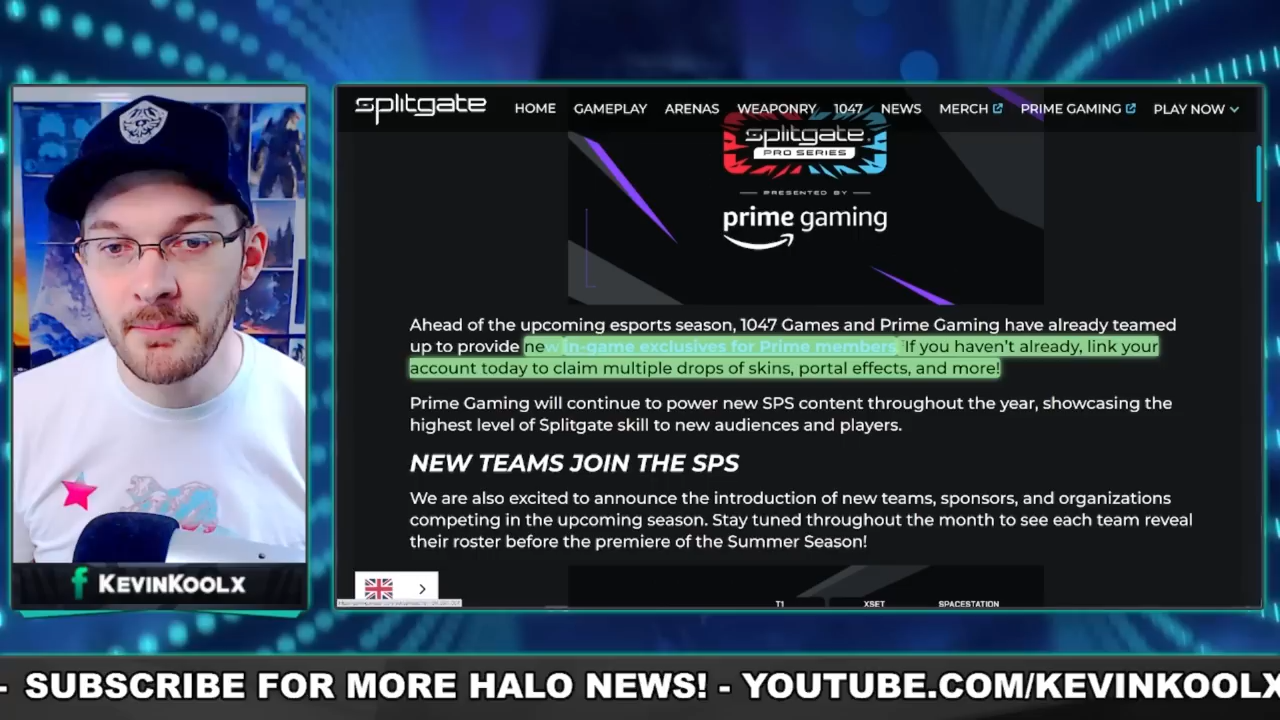 splitgate
HOME
GAMEPLAY
ARENAS
WEAPONRY
1047
NEWS
MERCH
PRIME GAMING
PLAY NOW
splitgate
PRO SERIES
PRESENTED BY
prime gaming
Ahead of the upcoming esports season, 1047 Games and Prime Gaming have already teamed
up to provide new in-game exclusives for Prime members If you haven't already, link your
account today to claim multiple drops of skins, portal effects, and more!
Prime Gaming will continue to power new SPS content throughout the year, showcasing the
highest level of Splitgate skill to new audiences and players.
NEW TEAMS JOIN THE SPS
We are also excited to announce the introduction of new teams, sponsors, and organizations
competing in the upcoming season. Stay tuned throughout the month to see each team reveal
their roster before the premiere of the Summer Season!
T1
XSET
SPACESTATION
f KEVINKOOLX
- SUBSCRIBE FOR MORE HALO NEWS! - YOUTUBE.COM/KEVINKOOLX